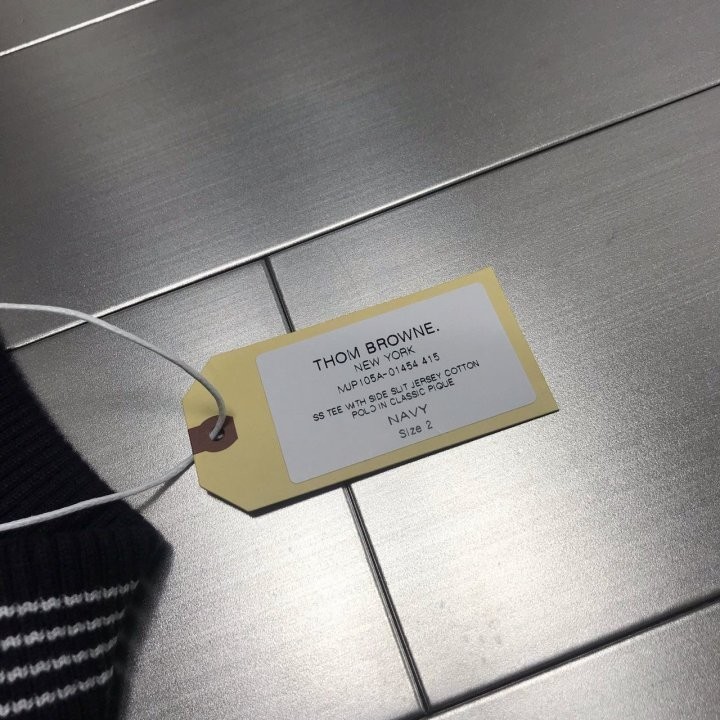 THOM BROWNE.
NEW YORK
MJP105A-01454 415
SS TEE WITH SIDE SLIT JERSEY COTTON
POLO IN CLASSIC PIQUE
NAVY
Size 2